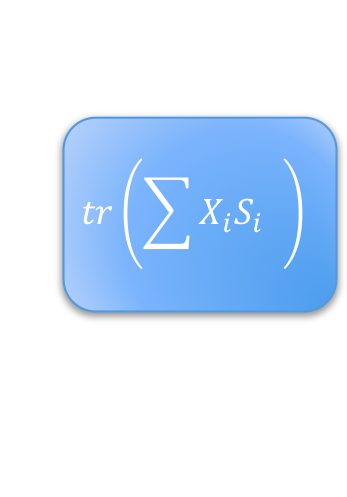 tr(∑ XᵢSᵢ )